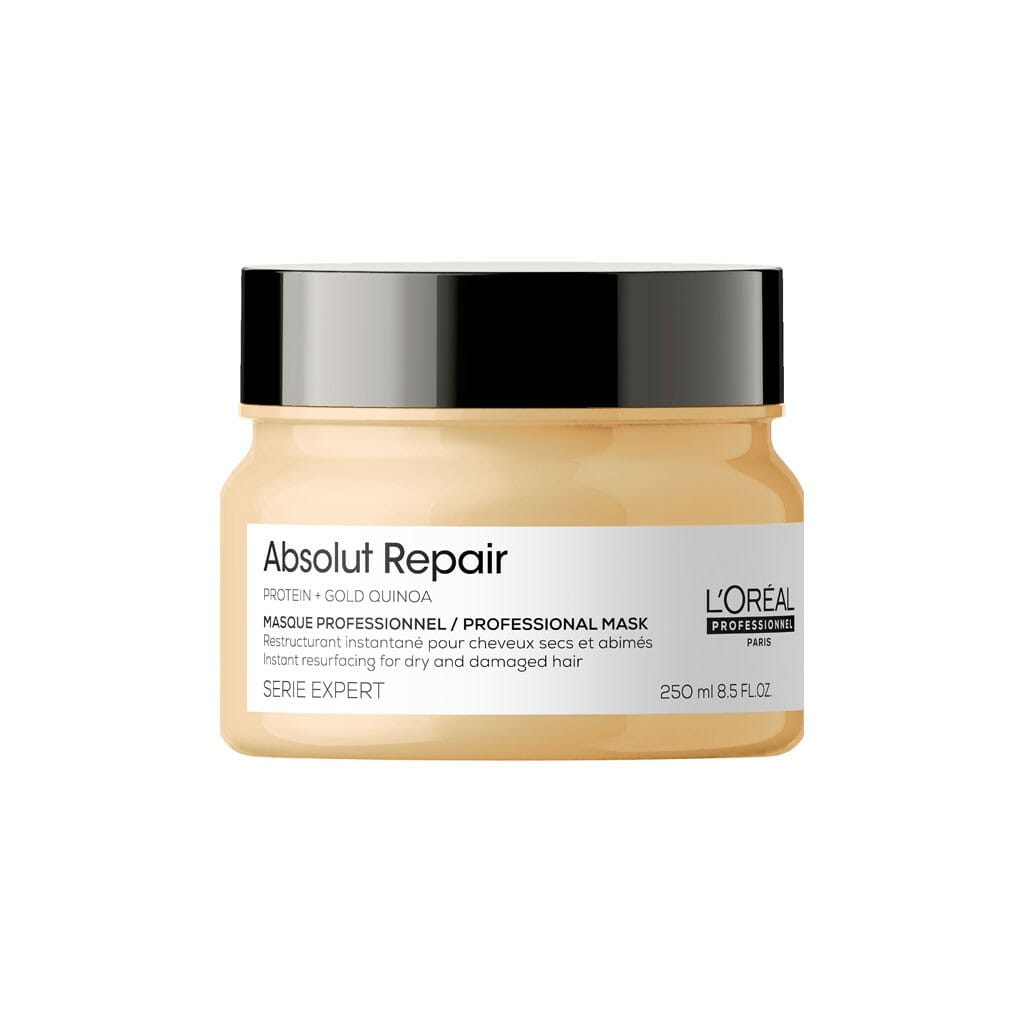 Absolut Repair
PROTEIN + GOLD QUINOA
MASQUE PROFESSIONNEL / PROFESSIONAL MASK
Restructurant instantané pour cheveux secs et abimés
Instant resurfacing for dry and damaged hair
SERIE EXPERT
L'ORÉAL
PROFESSIONNEL
PARIS
250 ml 8.5 FL.OZ.